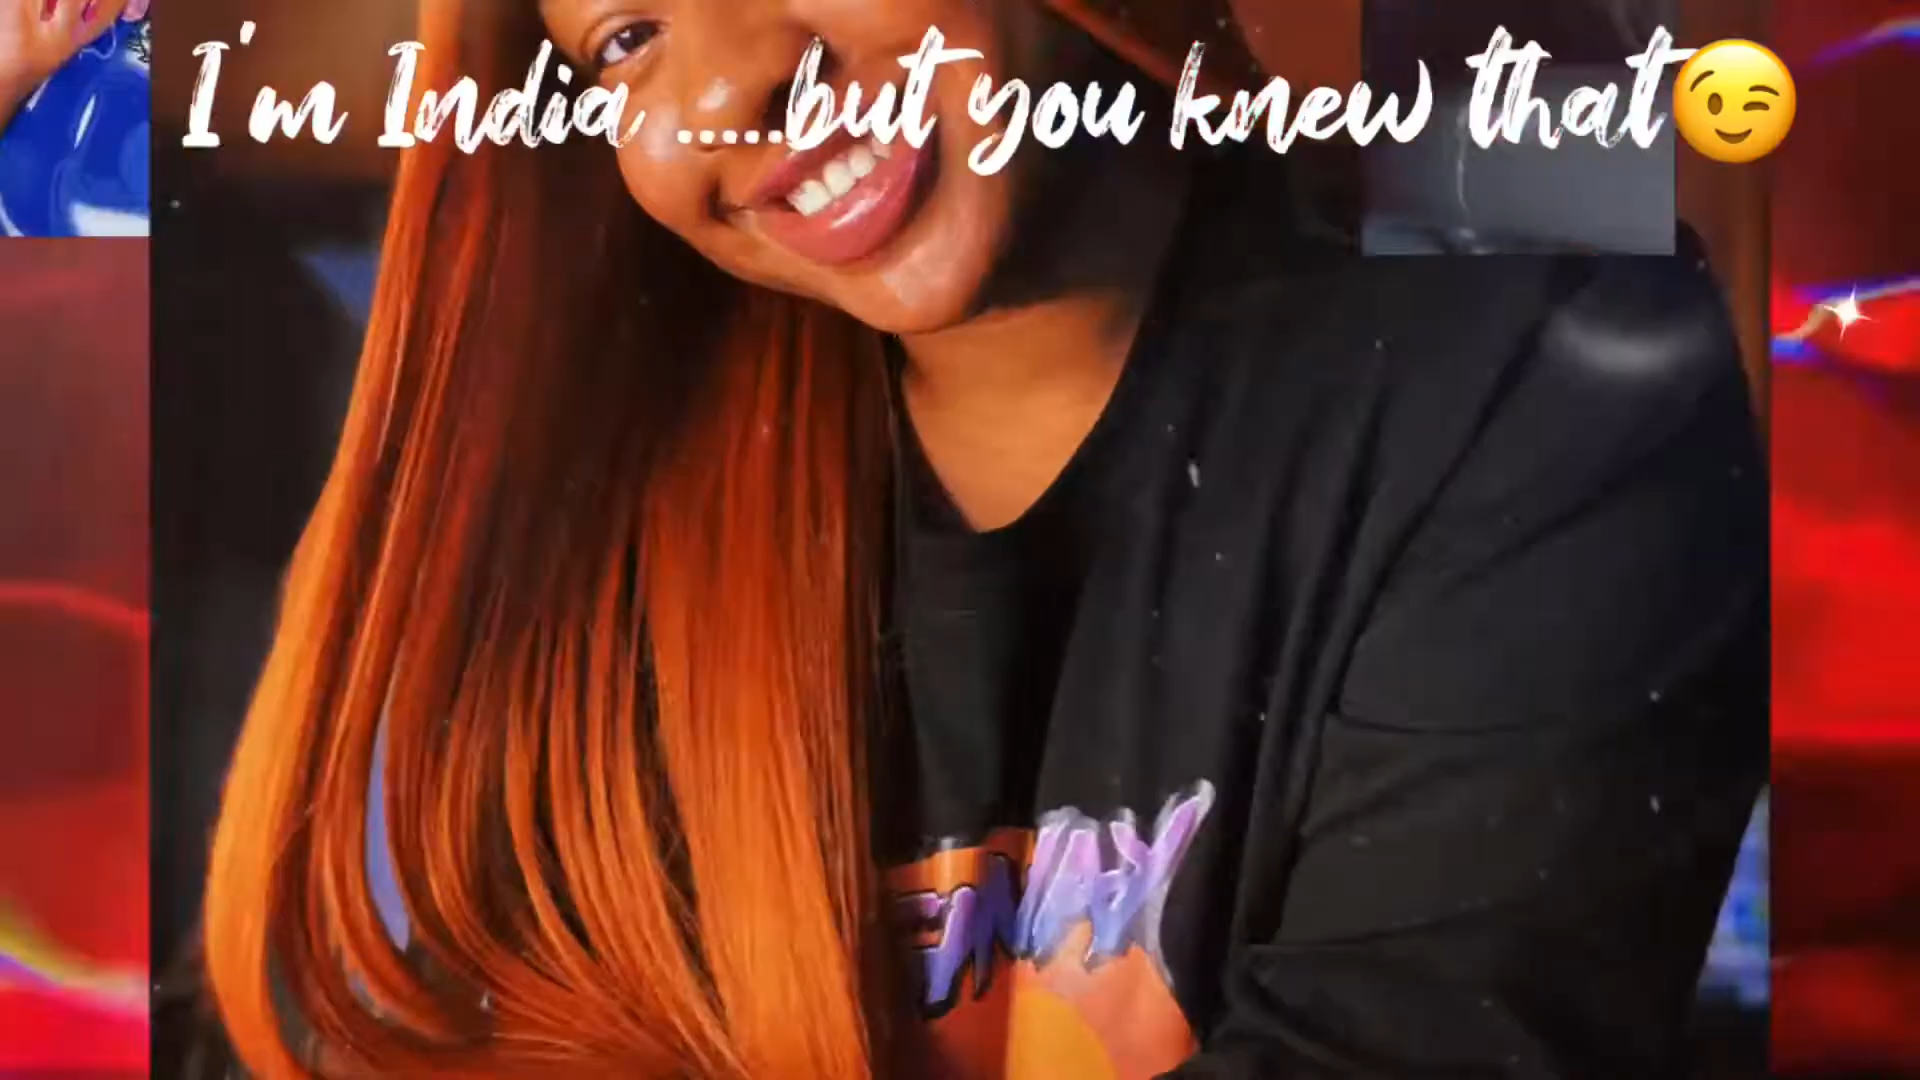 I'm India .....but you knew that😉